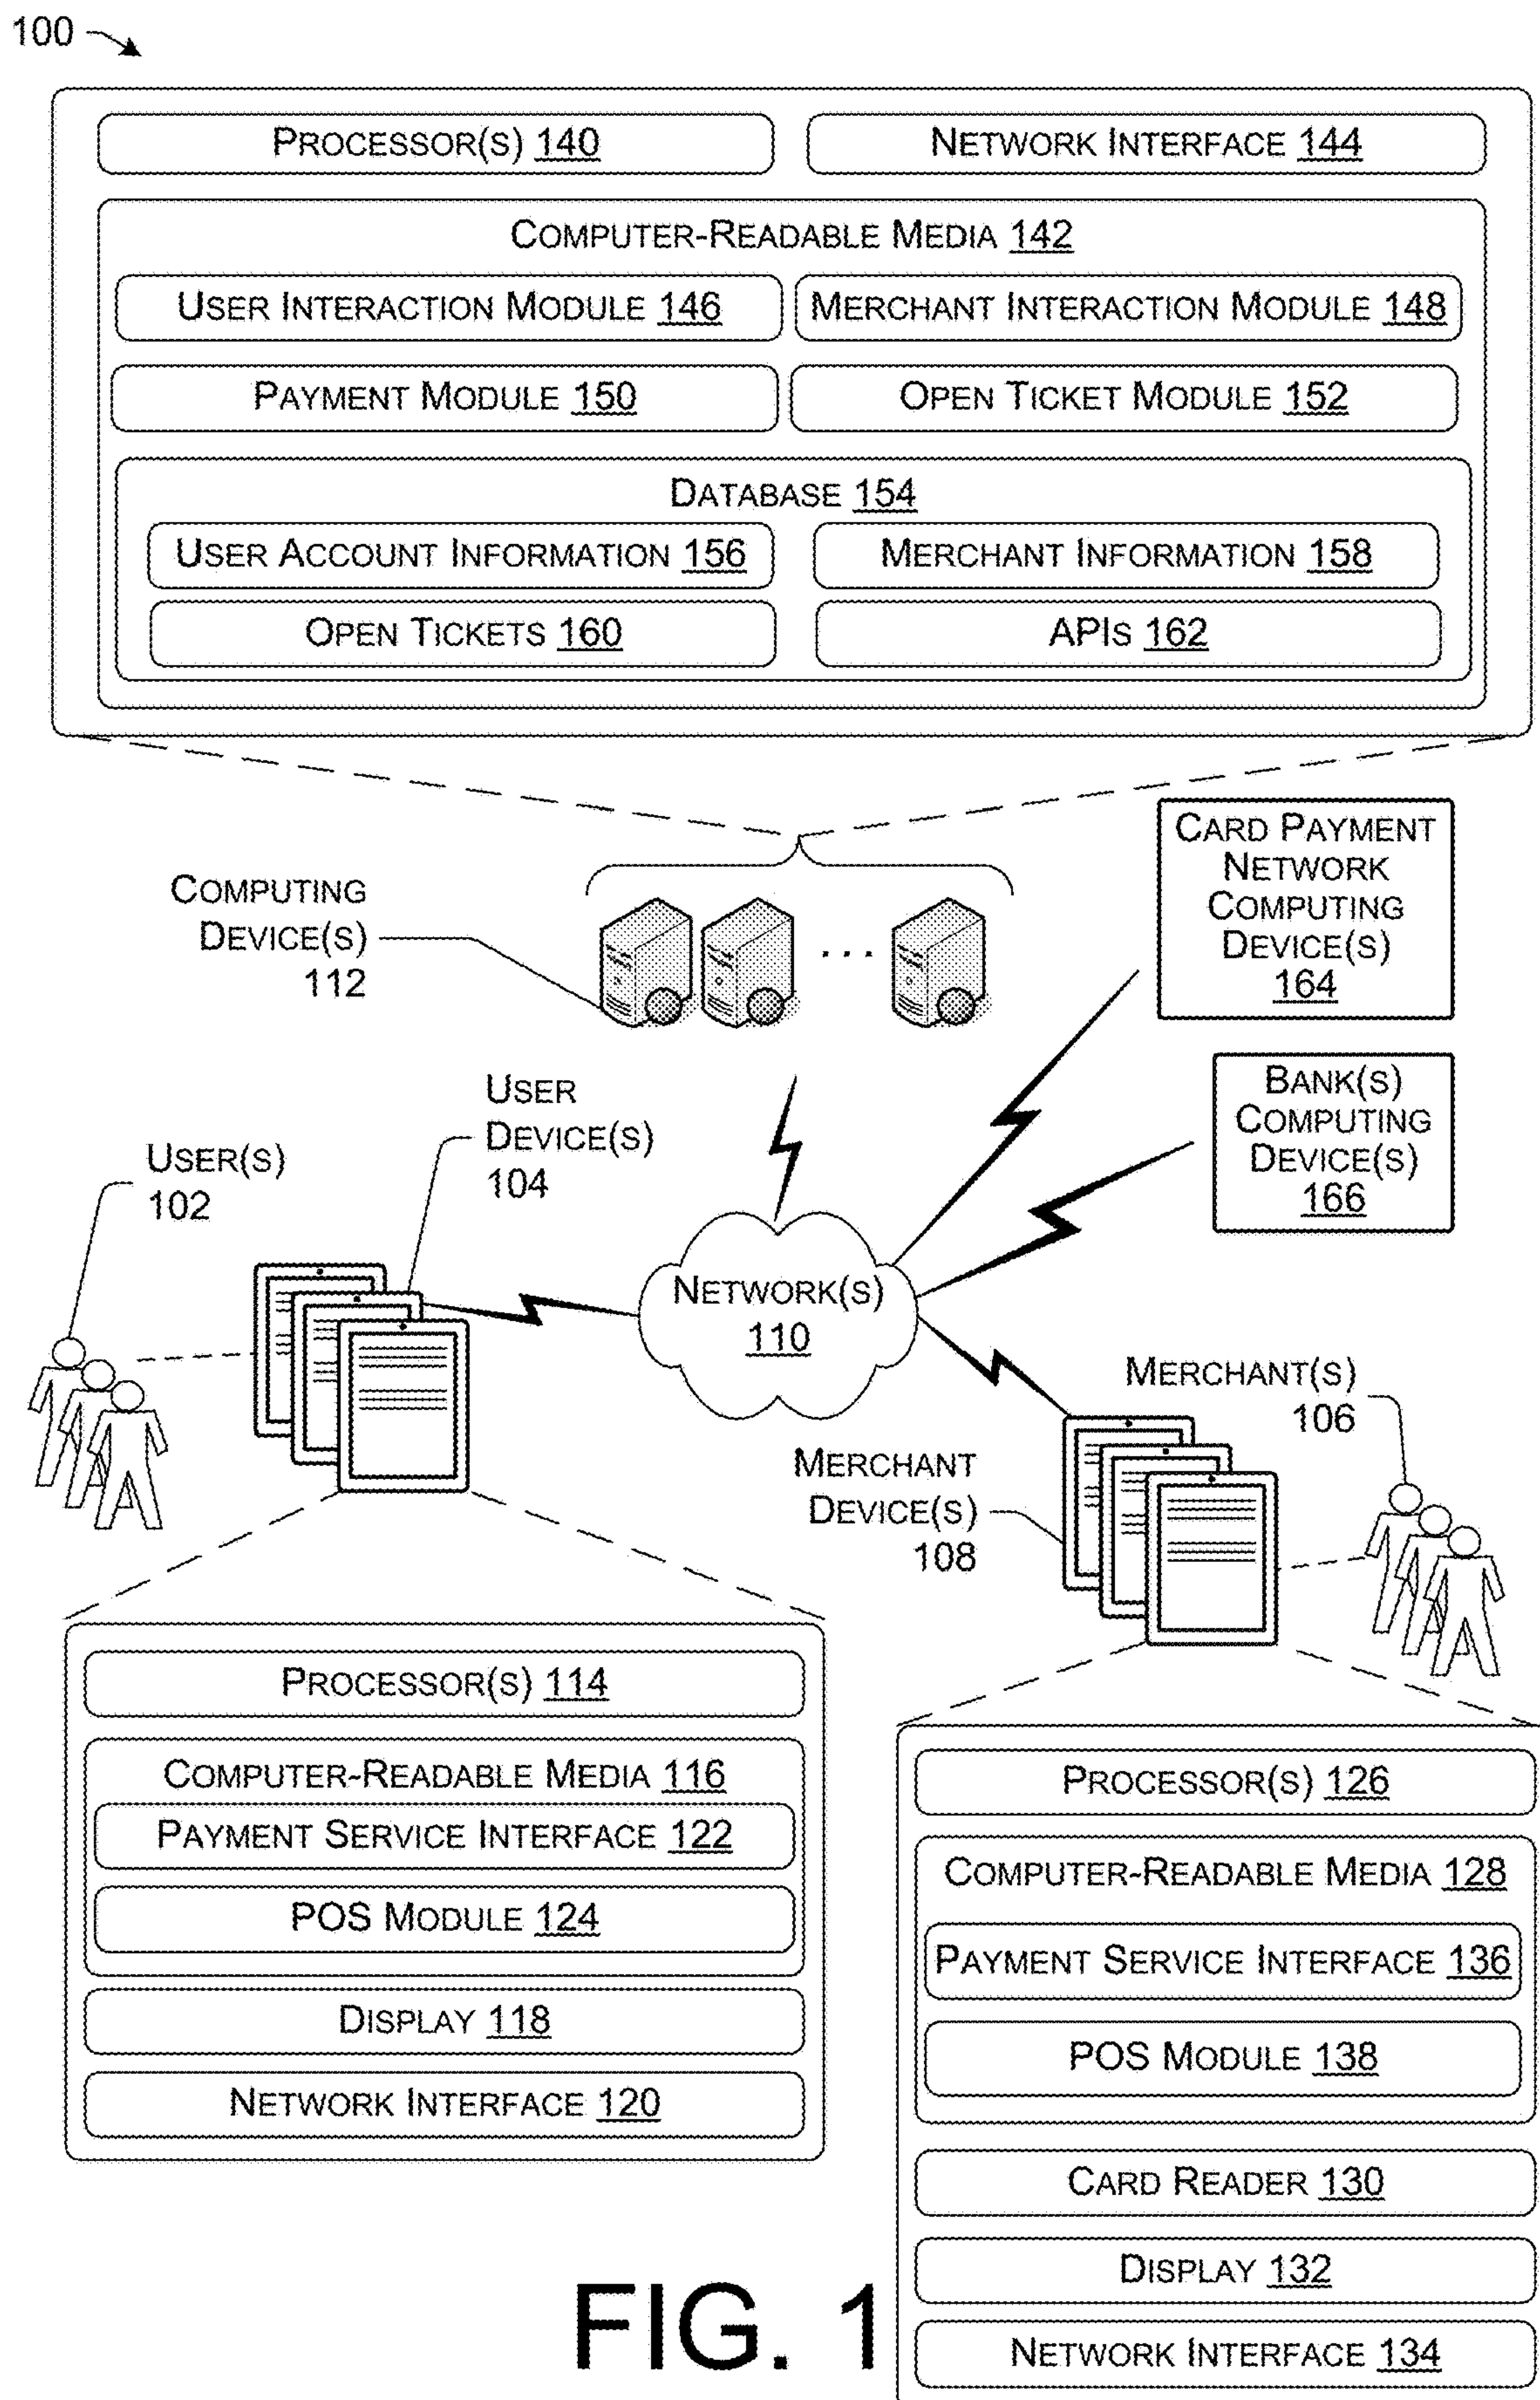 100
PROCESSOR(S) 140
NETWORK INTERFACE 144
COMPUTER-READABLE MEDIA 142
USER INTERACTION MODULE 146
MERCHANT INTERACTION MODULE 148
PAYMENT MODULE 150
OPEN TICKET MODULE 152
DATABASE 154
USER ACCOUNT INFORMATION 156
MERCHANT INFORMATION 158
OPEN TICKETS 160
APIS 162
COMPUTING
DEVICE(S)
112
...
CARD PAYMENT
NETWORK
COMPUTING
DEVICE(S)
164
BANK(S)
COMPUTING
DEVICE(S)
166
USER
DEVICE(S)
104
USER(S)
102
NETWORK(S)
110
MERCHANT(S)
106
MERCHANT
DEVICE(S)
108
PROCESSOR(S) 114
COMPUTER-READABLE MEDIA 116
PAYMENT SERVICE INTERFACE 122
POS MODULE 124
DISPLAY 118
NETWORK INTERFACE 120
PROCESSOR(S) 126
COMPUTER-READABLE MEDIA 128
PAYMENT SERVICE INTERFACE 136
POS MODULE 138
CARD READER 130
DISPLAY 132
NETWORK INTERFACE 134
FIG. 1